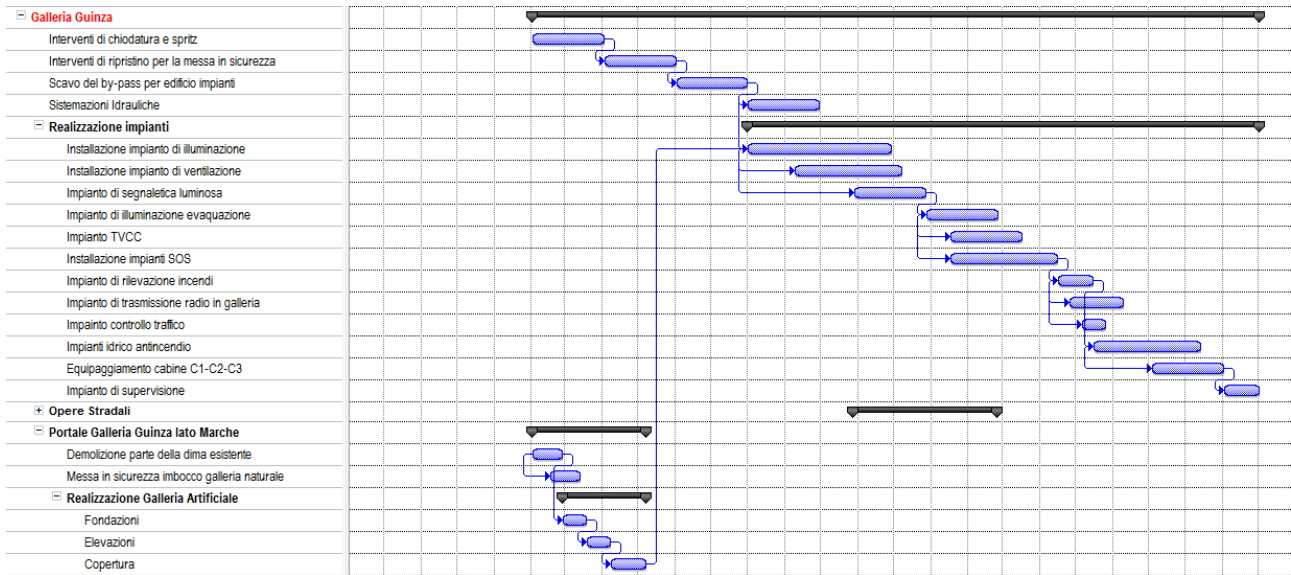 Galleria Guinza
Interventi di chiodatura e spritz
Interventi di ripristino per la messa in sicurezza
Scavo del by-pass per edificio impianti
Sistemazioni Idrauliche
Realizzazione impianti
Installazione impianto di illuminazione
Installazione impianto di ventilazione
Impianto di segnaletica luminosa
Impianto di illuminazione evaquazione
Impianto TVCC
Installazione impianti SOS
Impianto di rilevazione incendi
Impianto di trasmissione radio in galleria
Impainto controllo traffico
Impianti idrico antincendio
Equipaggiamento cabine C1-C2-C3
Impianto di supervisione
Opere Stradali
Portale Galleria Guinza lato Marche
Demolizione parte della dima esistente
Messa in sicurezza imbocco galleria naturale
Realizzazione Galleria Artificiale
Fondazioni
Elevazioni
Copertura